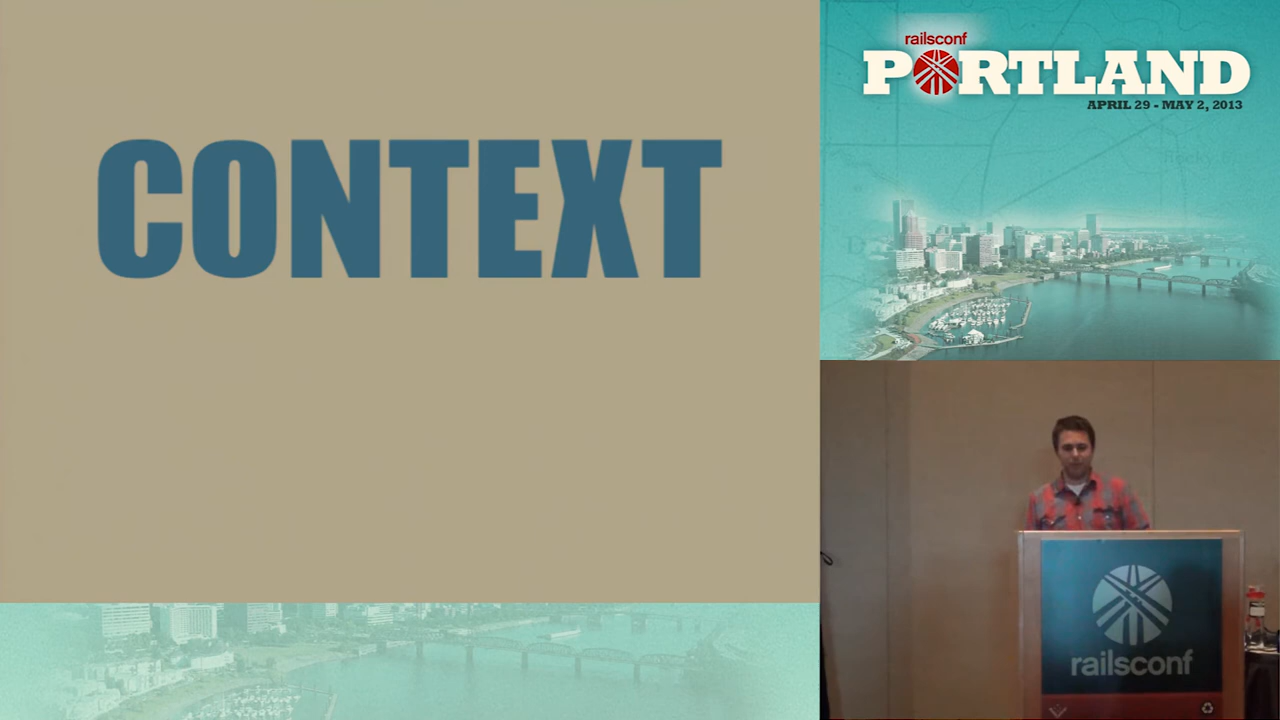 CONTEXT
railsconf
PORTLAND
APRIL 29 - MAY 2, 2013
railsconf